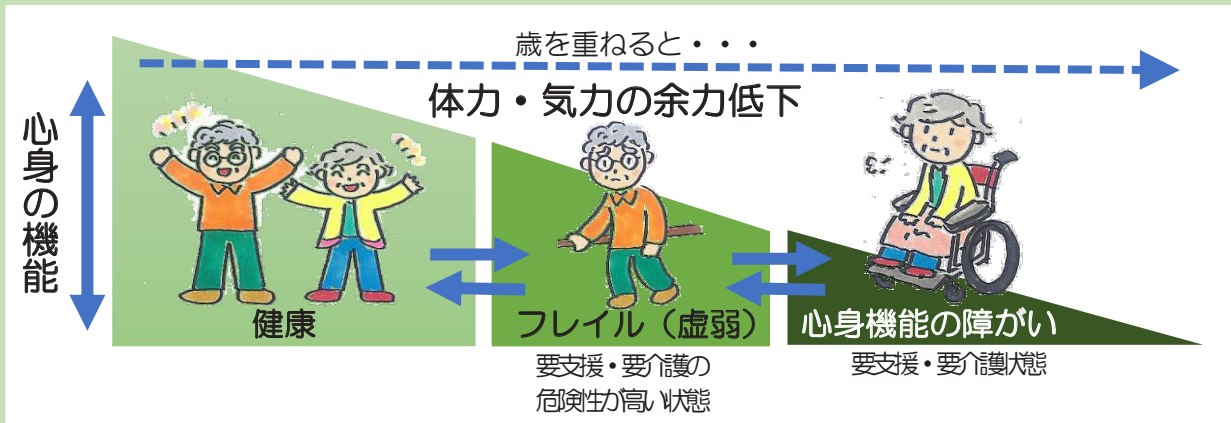 歳を重ねると・・・
体力・気力の余力低下
心身の機能
健康
フレイル（虚弱）
心身機能の障がい
要支援・要介護の
危険性が高い状態
要支援・要介護状態